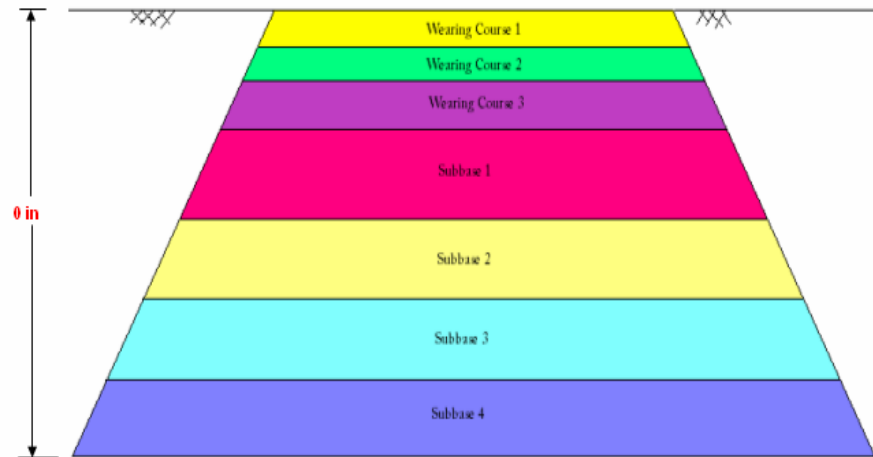 Wearing Course 1
Wearing Course 2
Wearing Course 3
Subbase 1
0 in
Subbase 2
Subbase 3
Subbase 4